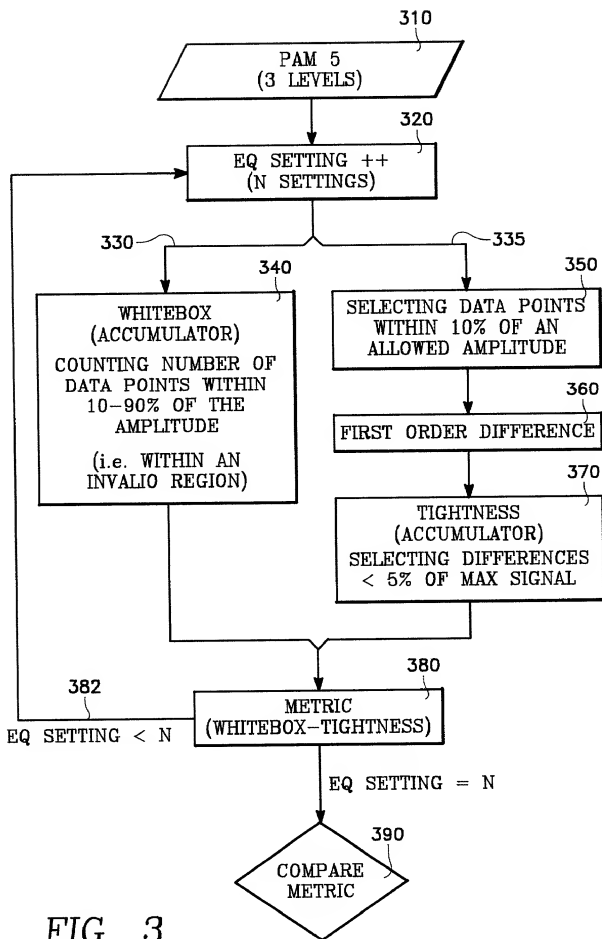 310
PAM 5
(3 LEVELS)
320
EQ SETTING ++
(N SETTINGS)
330
335
340
WHITEBOX
(ACCUMULATOR)
COUNTING NUMBER OF
DATA POINTS WITHIN
10-90% OF THE
AMPLITUDE
(i.e. WITHIN AN
INVALIO REGION)
350
SELECTING DATA POINTS
WITHIN 10% OF AN
ALLOWED AMPLITUDE
360
FIRST ORDER DIFFERENCE
370
TIGHTNESS
(ACCUMULATOR)
SELECTING DIFFERENCES
< 5% OF MAX SIGNAL
380
METRIC
(WHITEBOX-TIGHTNESS)
382
EQ SETTING < N
EQ SETTING = N
390
COMPARE
METRIC
FIG. 3